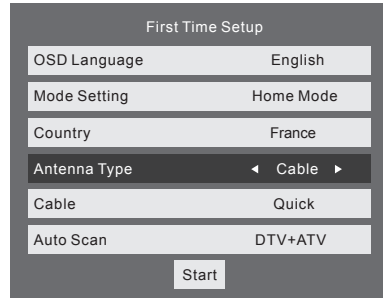 First Time Setup
OSD Language English
Mode Setting Home Mode
Country France
Antenna Type ◄ Cable ►
Cable Quick
Auto Scan DTV+ATV
Start